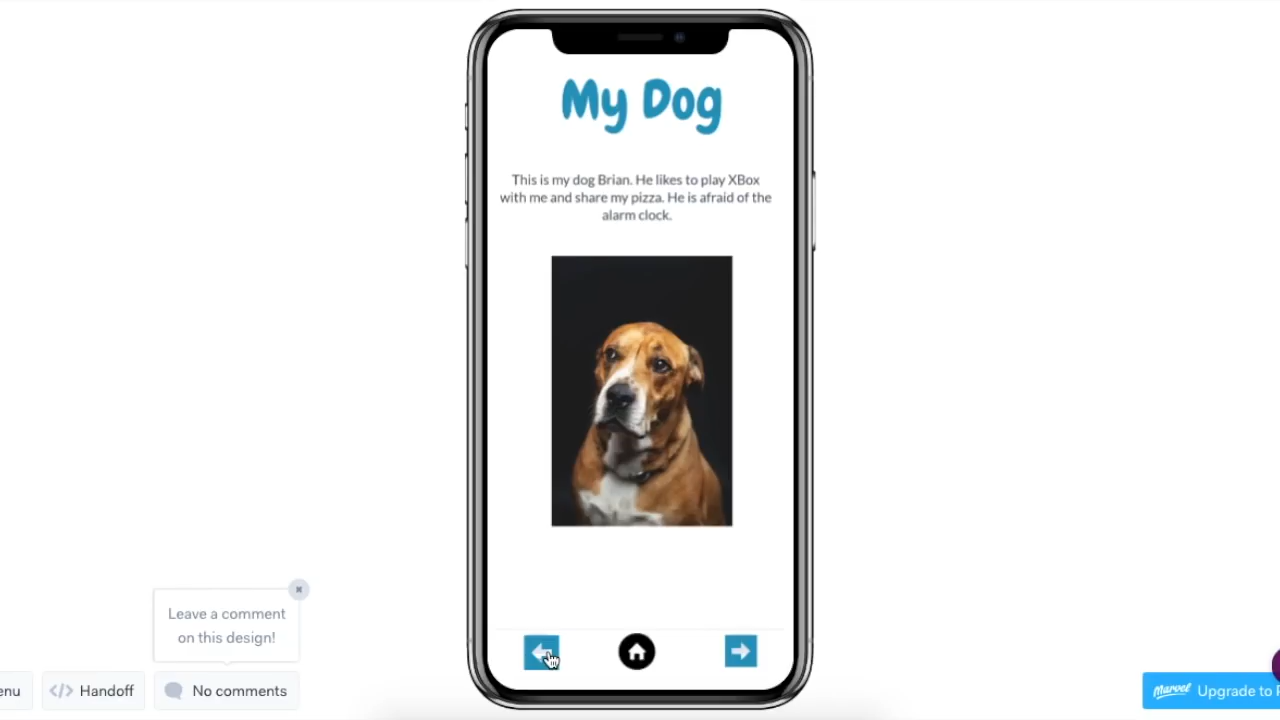 My Dog
This is my dog Brian. He likes to play XBox
with me and share my pizza. He is afraid of the
alarm clock.
Leave a comment
on this design!
</> Handoff
No comments
Marvel Upgrade to